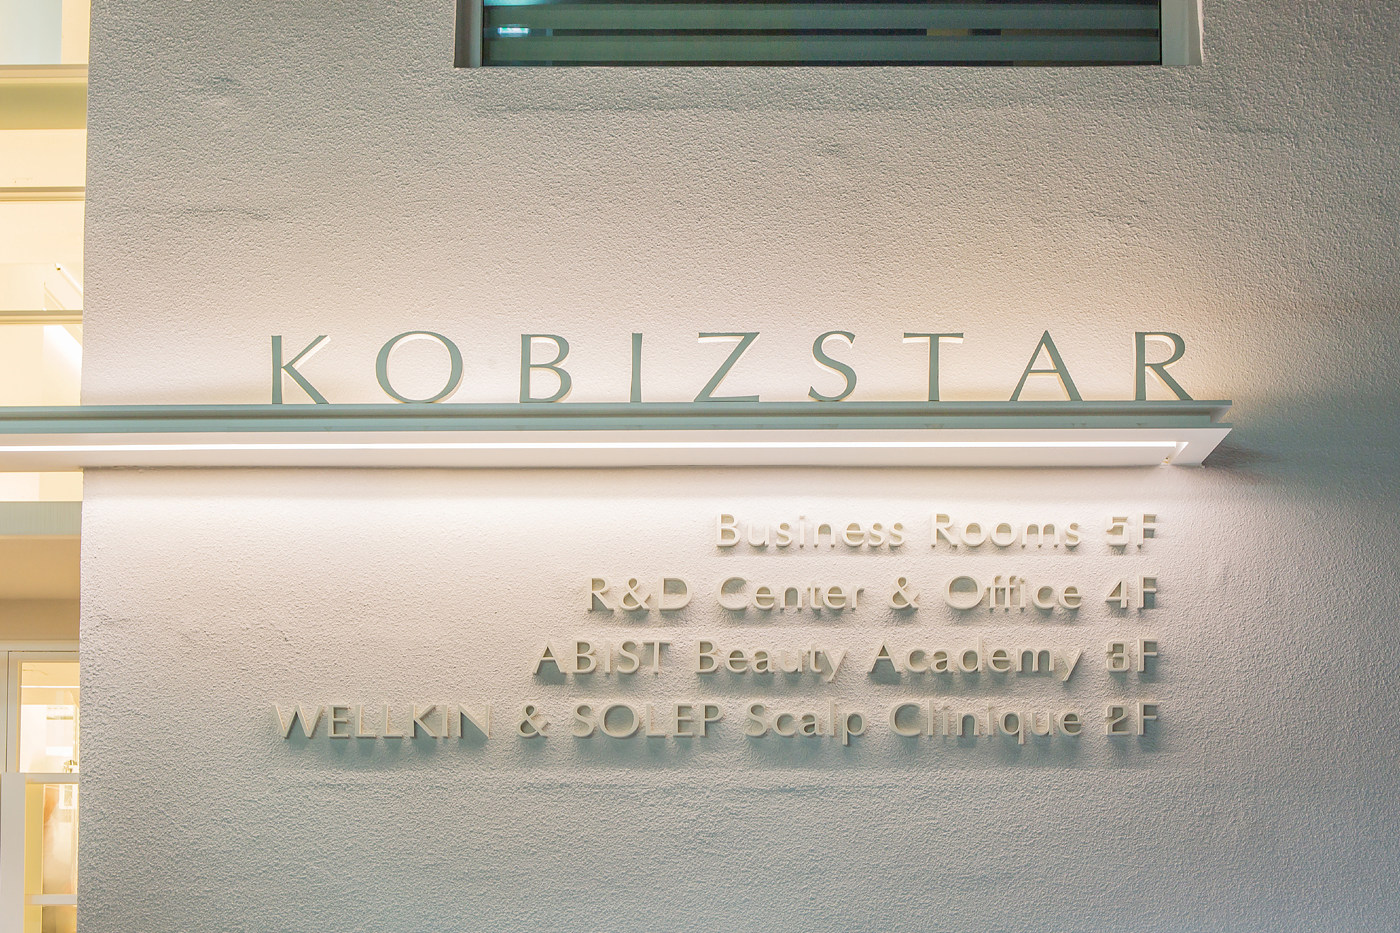 KOBIZSTAR
Business Rooms 5F
R&D Center & Office 4F
ABIST Beauty Academy 3F
WELLKIN & SOLEP Scalp Clinique 2F